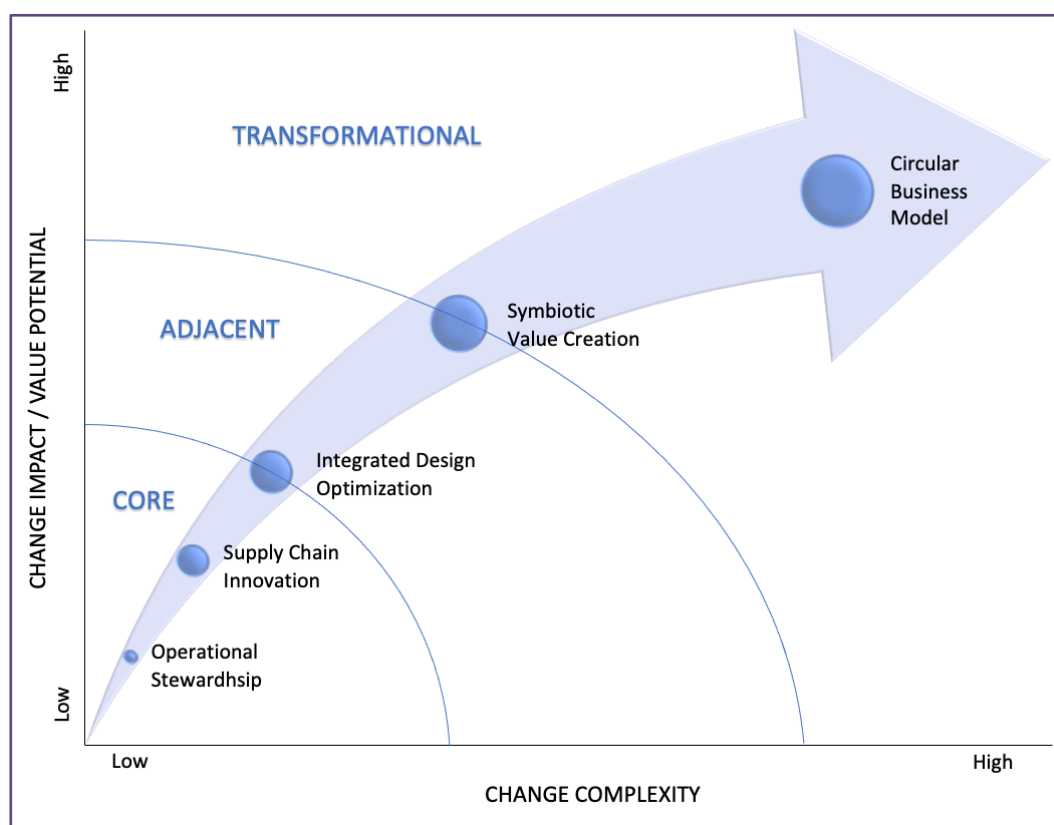 High
TRANSFORMATIONAL
Circular
Business
Model
CHANGE IMPACT / VALUE POTENTIAL
ADJACENT
Symbiotic
Value Creation
Integrated Design
Optimization
CORE
Supply Chain
Innovation
Operational
Stewardhsip
Low
Low
High
CHANGE COMPLEXITY